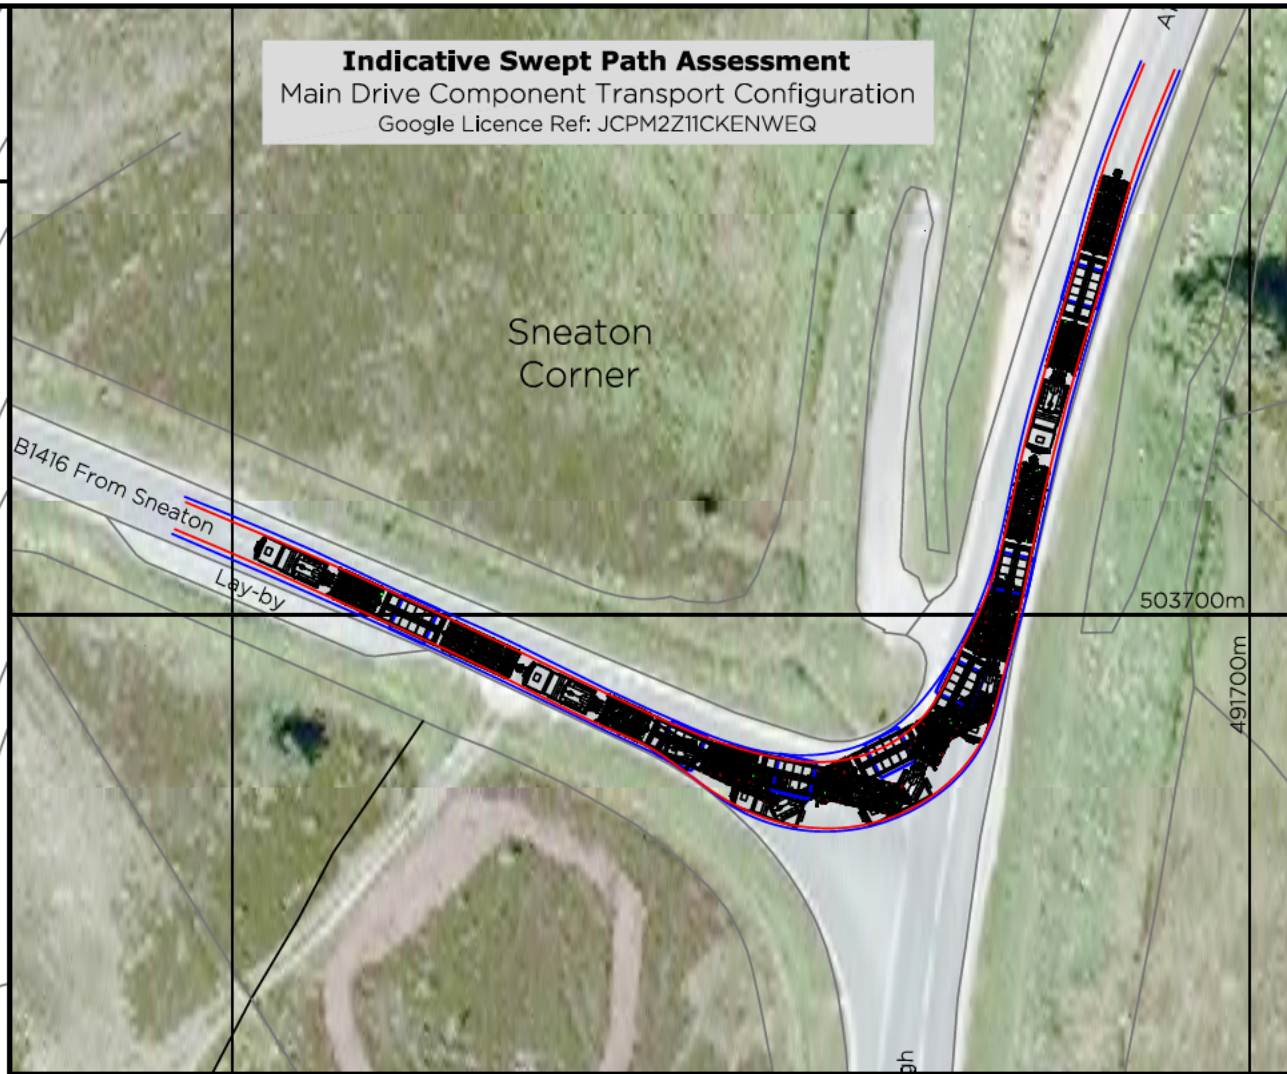 Indicative Swept Path Assessment
Main Drive Component Transport Configuration
Google Licence Ref: JCPM2Z11CKENWEQ
Sneaton
Corner
B1416 From Sneaton
Lay-by
503700m
491700m